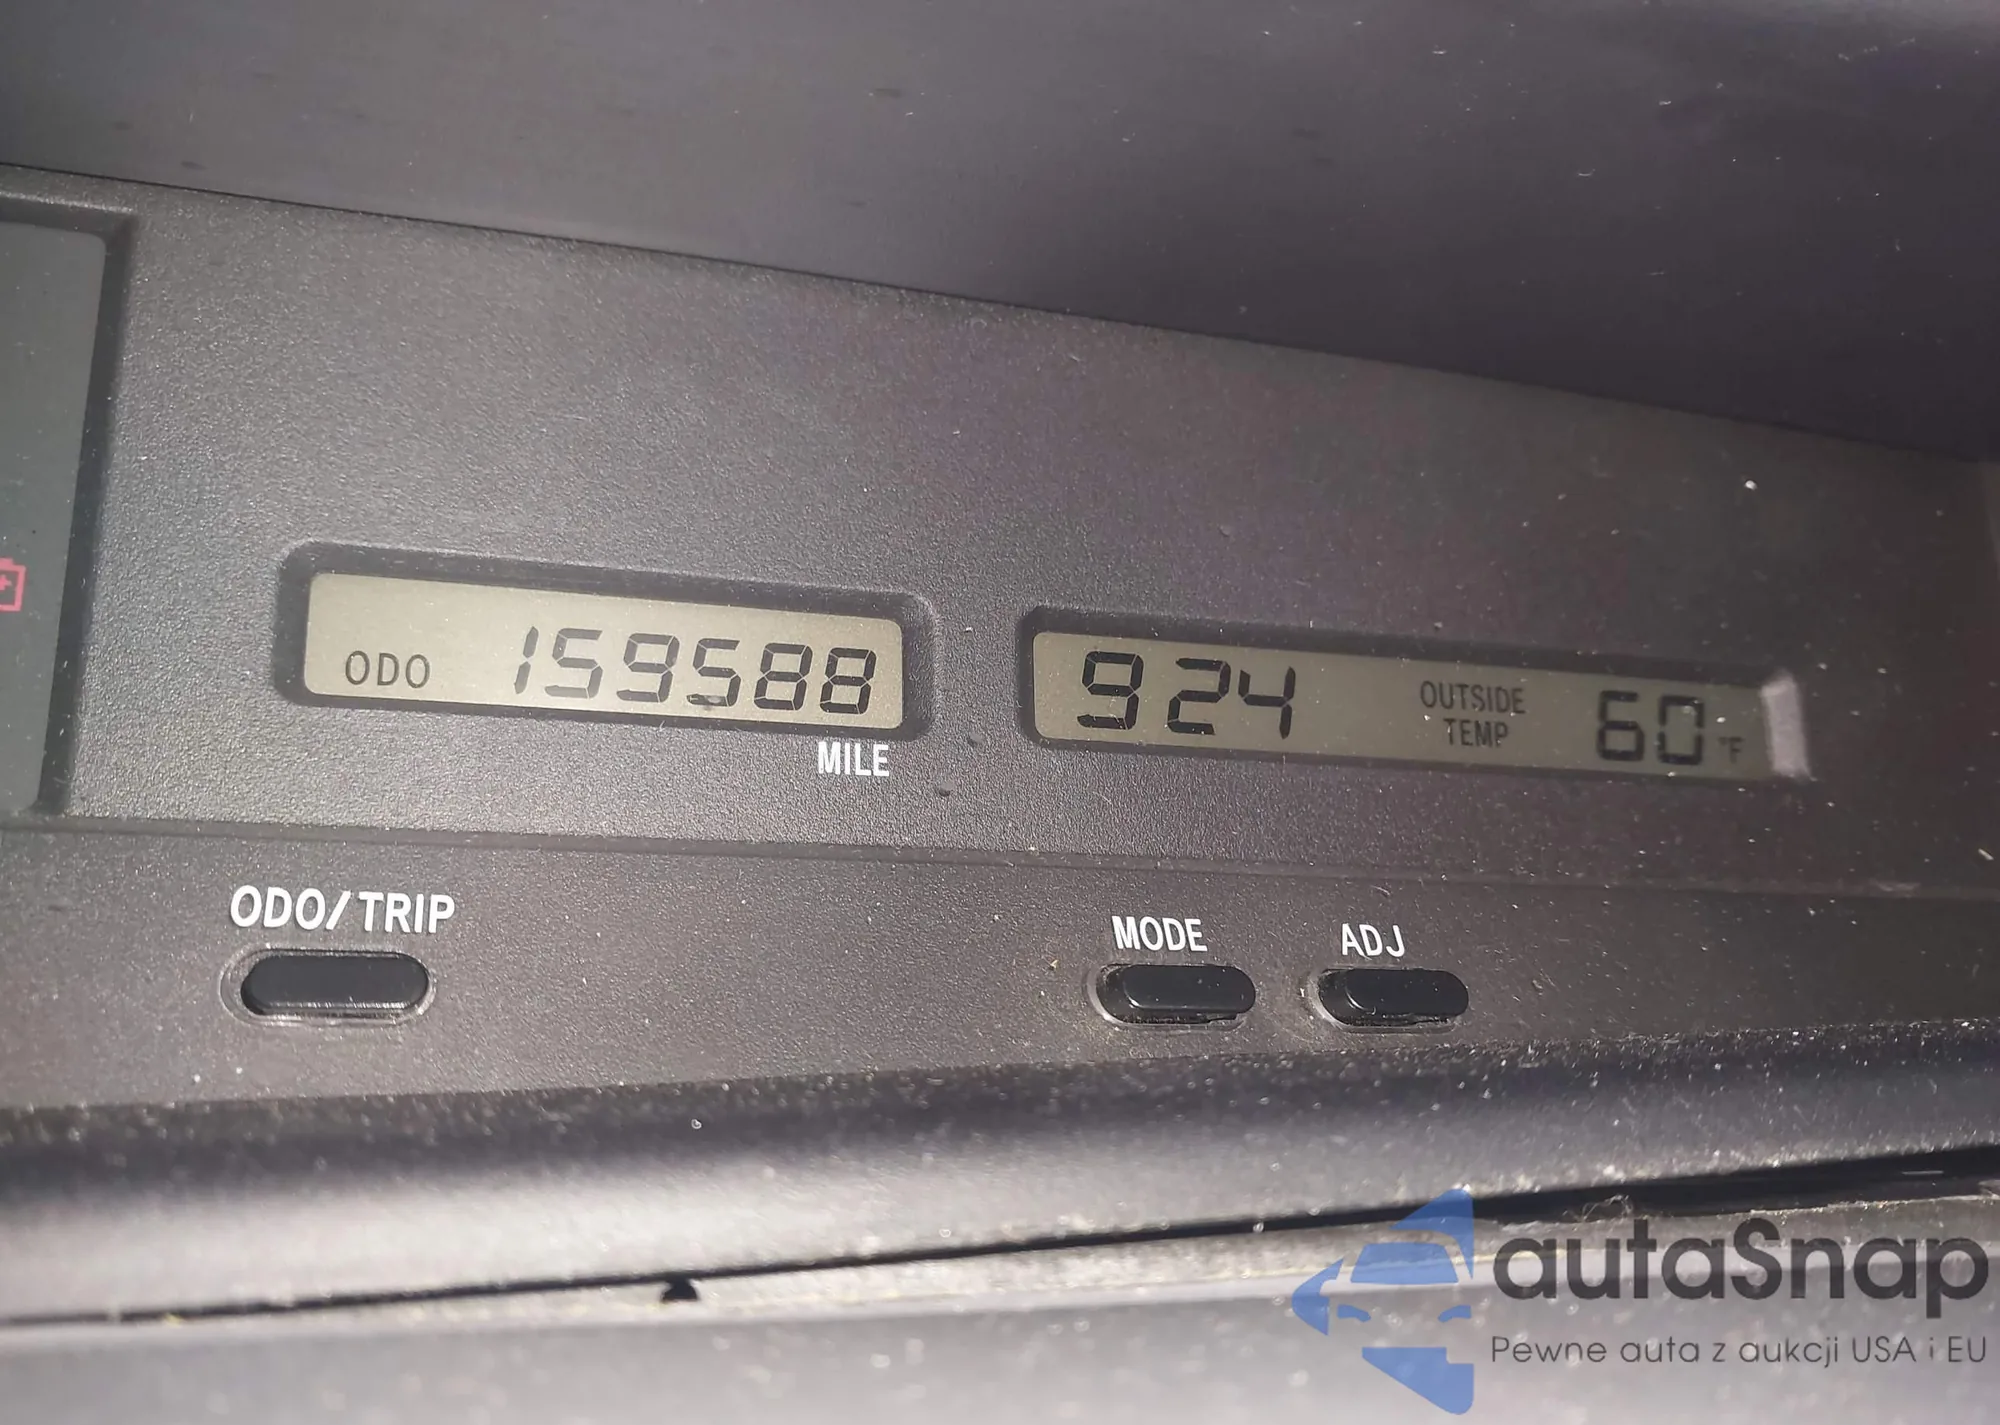 ODO 159588
MILE
924 OUTSIDE TEMP 60 °F
ODO/TRIP
MODE
ADJ
autaSnap
Pewne auta z aukcji USA i EU